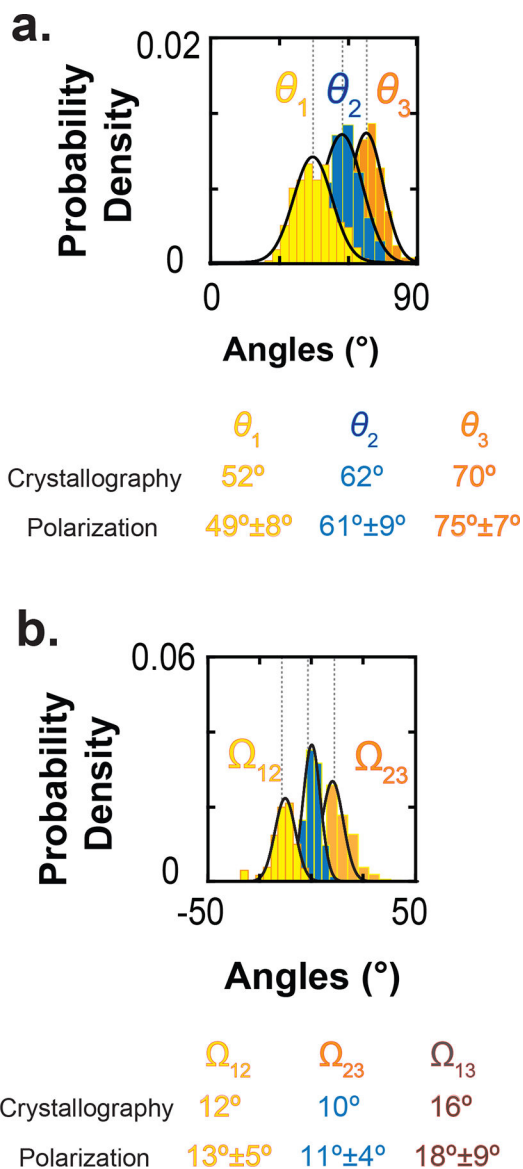 a.
0.02
θ1 θ2 θ3
Probability
Density
0
0 90
Angles (°)
θ1 θ2 θ3
Crystallography 52º 62º 70º
Polarization 49º±8º 61º±9º 75º±7º
b.
0.06
Ω12 Ω23
Probability
Density
0
-50 50
Angles (°)
Ω12 Ω23 Ω13
Crystallography 12º 10º 16º
Polarization 13º±5º 11º±4º 18º±9º